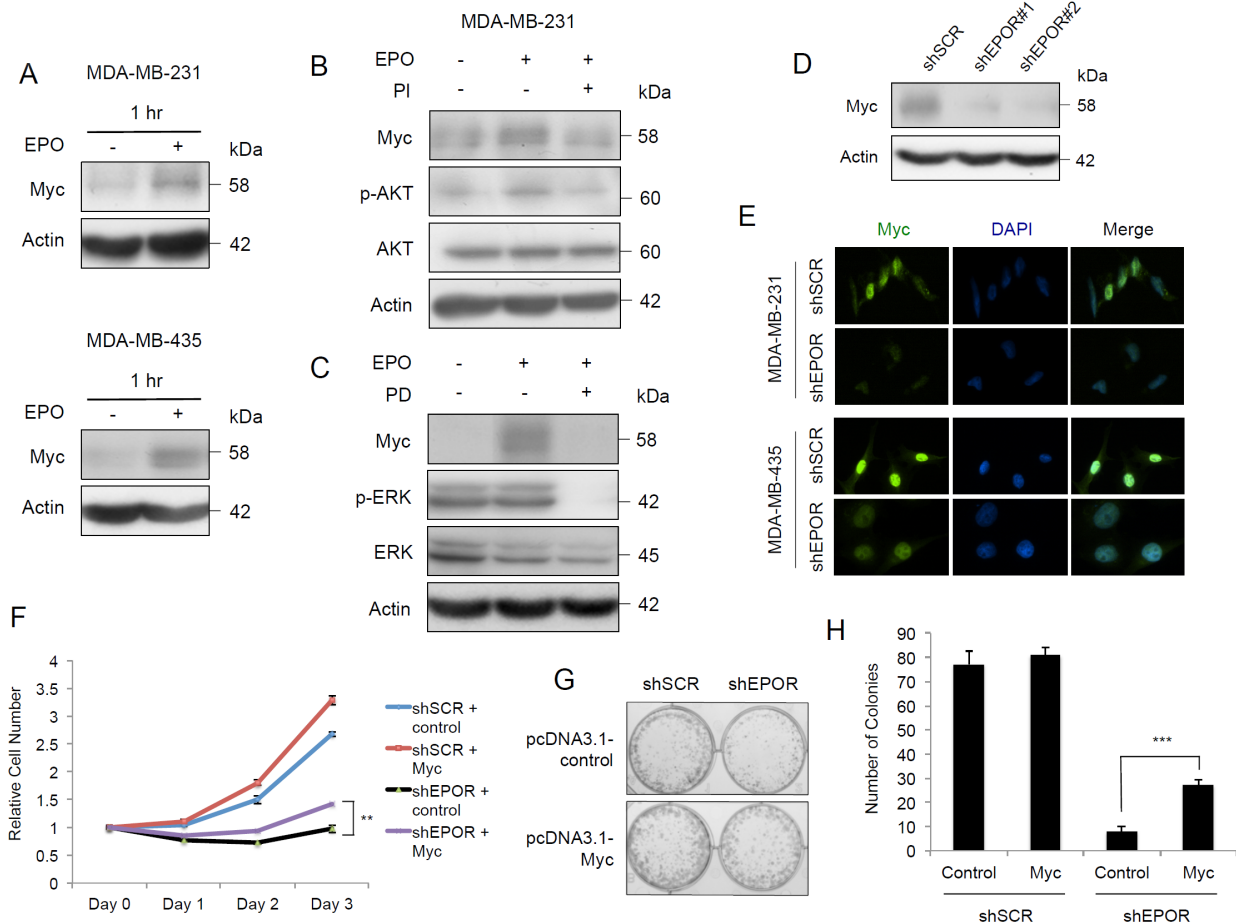 A
MDA-MB-231
1 hr
EPO - + kDa
Myc 58
Actin 42
MDA-MB-435
1 hr
EPO - + kDa
Myc 58
Actin 42
MDA-MB-231
B
EPO - + +
PI - - + kDa
Myc 58
p-AKT 60
AKT 60
Actin 42
C
EPO - + +
PD - - + kDa
Myc 58
p-ERK 42
ERK 45
Actin 42
D
shSCR shEPOR#1 shEPOR#2
kDa
Myc 58
Actin 42
E
Myc DAPI Merge
MDA-MB-231
shSCR
shEPOR
MDA-MB-435
shSCR
shEPOR
F
Relative Cell Number
4
3.5
3
2.5
2
1.5
1
0.5
0
Day 0 Day 1 Day 2 Day 3
shSCR +
control
shSCR +
Myc
shEPOR +
control
shEPOR +
Myc
**
G
shSCR shEPOR
pcDNA3.1-
control
pcDNA3.1-
Myc
H
Number of Colonies
90
80
70
60
50
40
30
20
10
0
***
Control Myc Control Myc
shSCR shEPOR